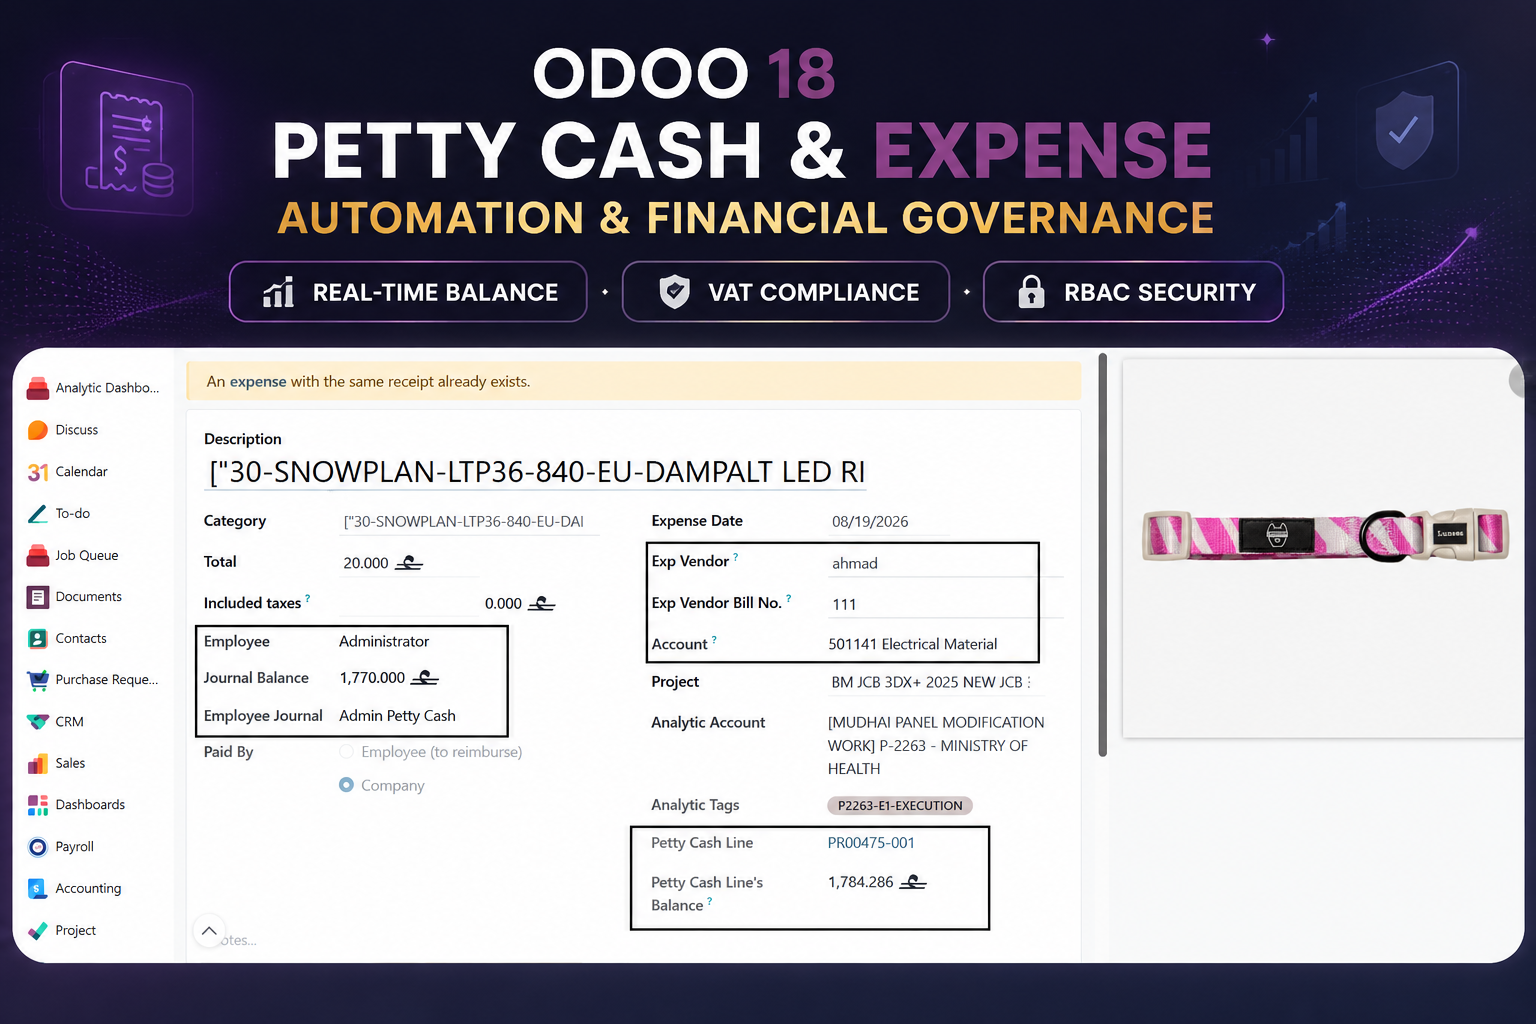 ODOO 18
PETTY CASH & EXPENSE
AUTOMATION & FINANCIAL GOVERNANCE
REAL-TIME BALANCE
VAT COMPLIANCE
RBAC SECURITY
Analytic Dashbo...
Discuss
31 Calendar
To-do
Job Queue
Documents
Contacts
Purchase Reque...
CRM
Sales
Dashboards
Payroll
Accounting
Project
An expense with the same receipt already exists.
Description
["30-SNOWPLAN-LTP36-840-EU-DAMPALT LED RI
Category ["30-SNOWPLAN-LTP36-840-EU-DAI
Total 20.000
Included taxes ? 0.000
Employee Administrator
Journal Balance 1,770.000
Employee Journal Admin Petty Cash
Paid By Employee (to reimburse)
Company
otes...
Expense Date 08/19/2026
Exp Vendor ? ahmad
Exp Vendor Bill No. ? 111
Account ? 501141 Electrical Material
Project BM JCB 3DX+ 2025 NEW JCB :
Analytic Account [MUDHAI PANEL MODIFICATION
WORK] P-2263 - MINISTRY OF
HEALTH
Analytic Tags P2263-E1-EXECUTION
Petty Cash Line PR00475-001
Petty Cash Line's 1,784.286
Balance ?